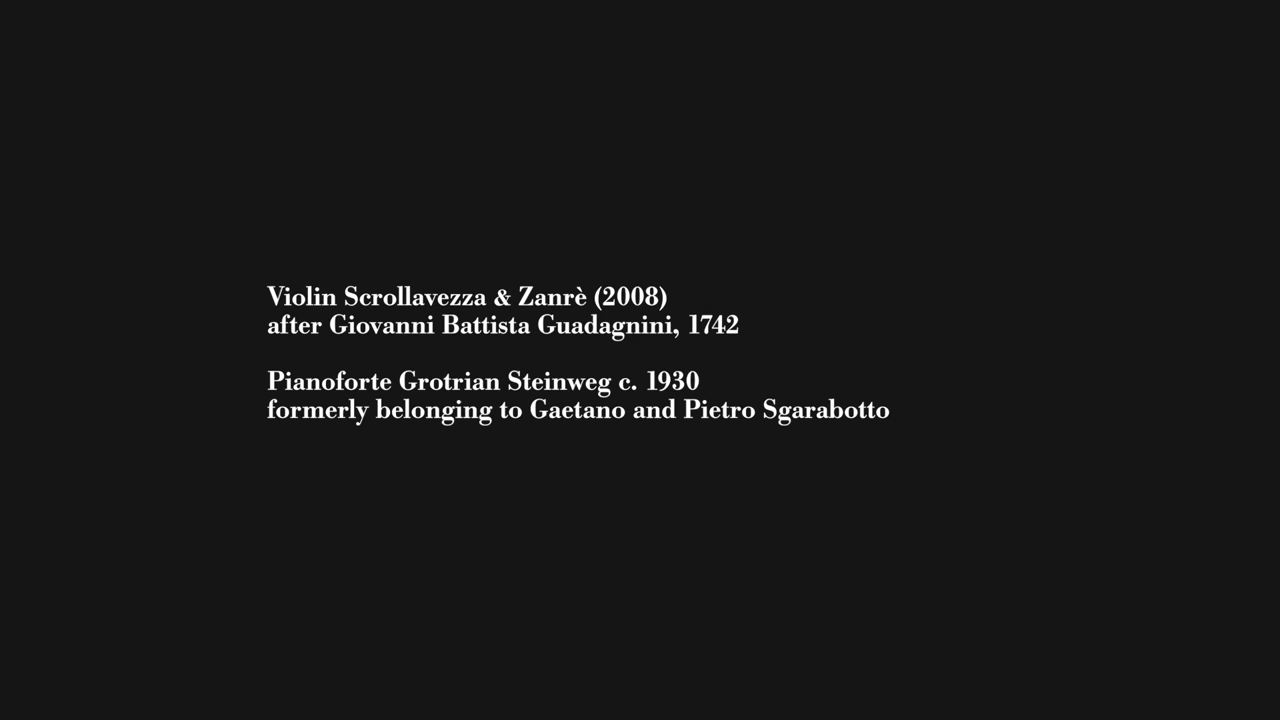 Violin Scrollavezza & Zanrè (2008)
after Giovanni Battista Guadagnini, 1742
Pianoforte Grotrian Steinweg c. 1930
formerly belonging to Gaetano and Pietro Sgarabotto